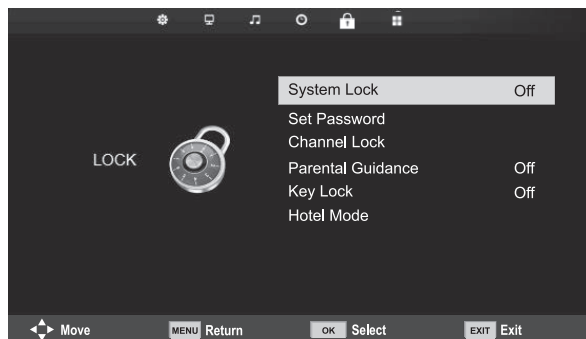 System Lock Off
Set Password
Channel Lock
LOCK
Parental Guidance Off
Key Lock Off
Hotel Mode
Move MENU Return OK Select EXIT Exit